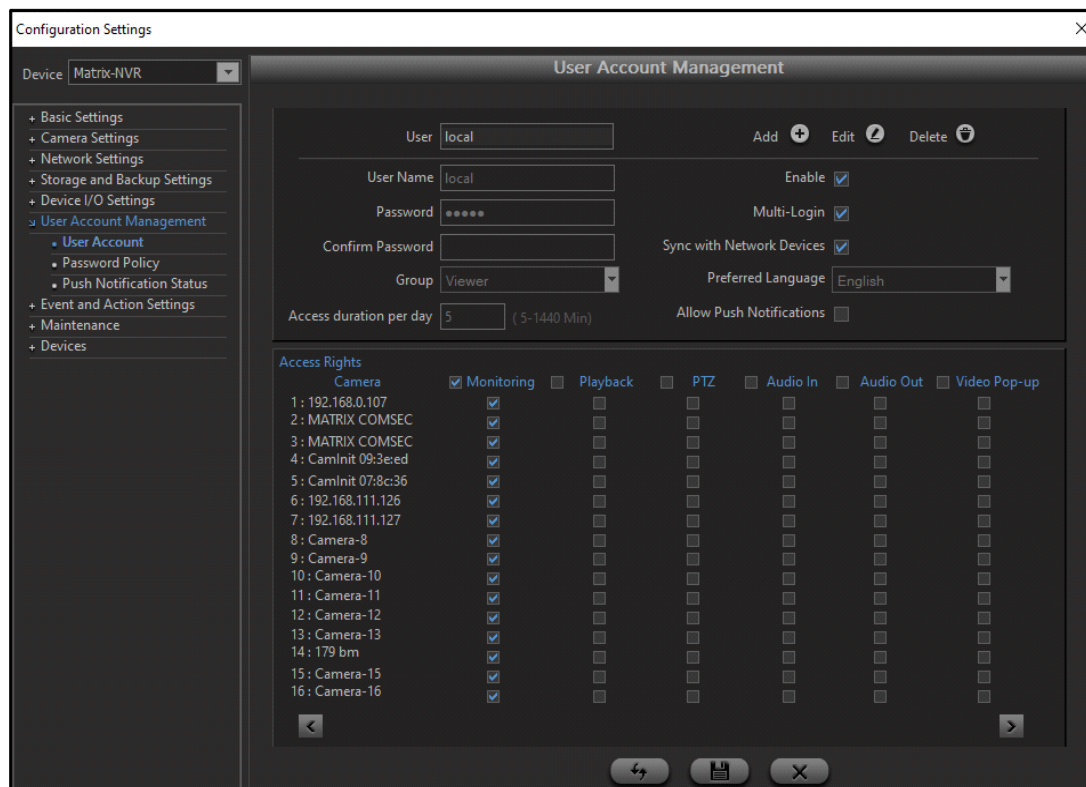 Configuration Settings
Device Matrix-NVR
User Account Management
+ Basic Settings
+ Camera Settings
+ Network Settings
+ Storage and Backup Settings
+ Device I/O Settings
User Account Management
• User Account
• Password Policy
• Push Notification Status
+ Event and Action Settings
+ Maintenance
+ Devices
User local Add Edit Delete
User Name local Enable
Password ●●●●● Multi-Login
Confirm Password Sync with Network Devices
Group Viewer Preferred Language English
Access duration per day 5 ( 5-1440 Min) Allow Push Notifications
Access Rights
Camera Monitoring Playback PTZ Audio In Audio Out Video Pop-up
1 : 192.168.0.107
2 : MATRIX COMSEC
3 : MATRIX COMSEC
4 : CamInit 09:3e:ed
5 : CamInit 07:8c:36
6 : 192.168.111.126
7 : 192.168.111.127
8 : Camera-8
9 : Camera-9
10 : Camera-10
11 : Camera-11
12 : Camera-12
13 : Camera-13
14 : 179 bm
15 : Camera-15
16 : Camera-16